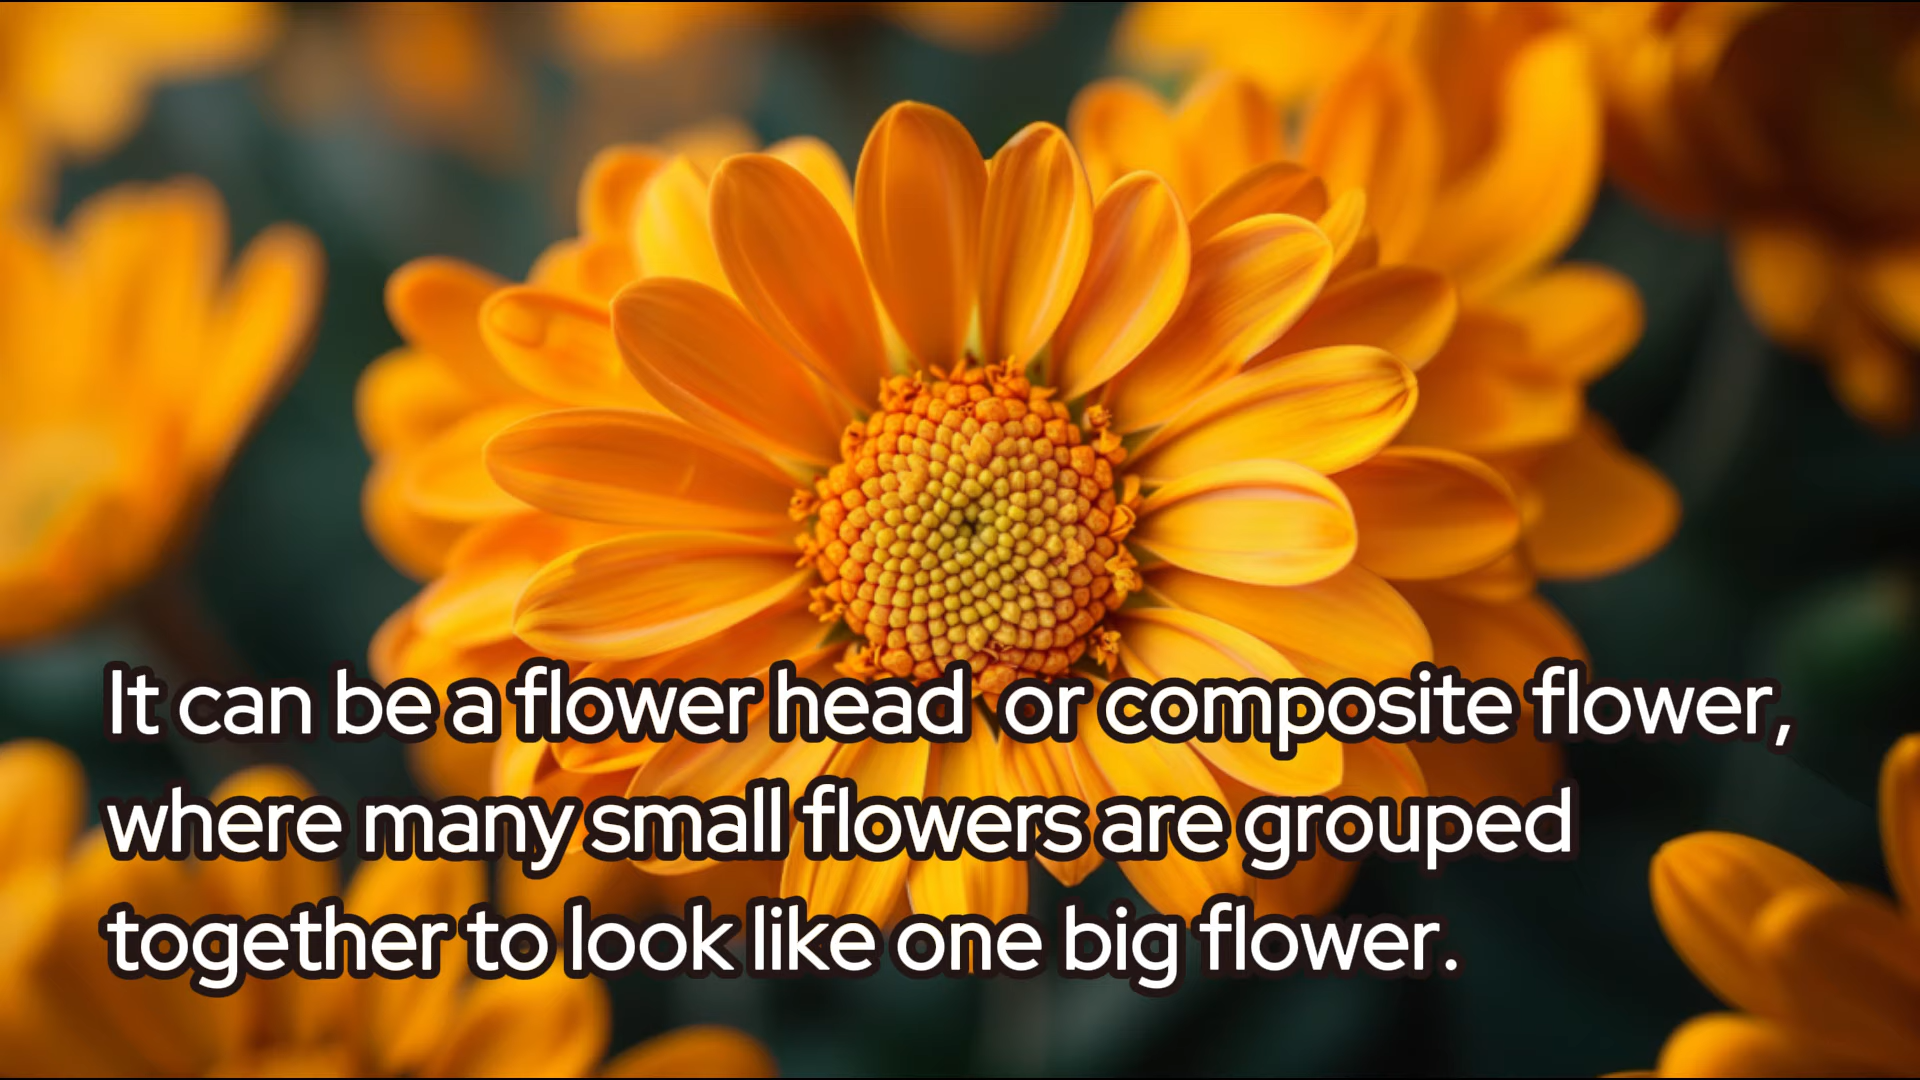 It can be a flower head or composite flower,
where many small flowers are grouped
together to look like one big flower.